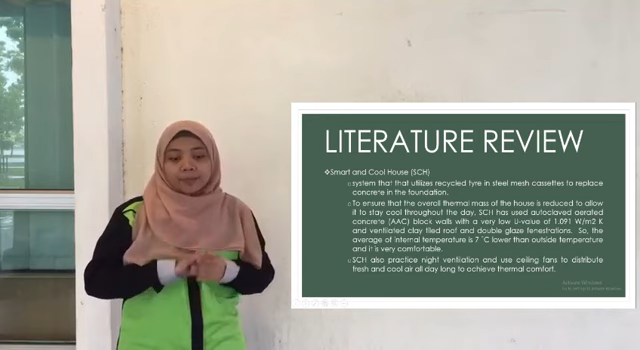 LITERATURE REVIEW
❖Smart and Cool House (SCH)
system that that utilizes recycled tyre in steel mesh cassettes to replace
concrete in the foundation.
To ensure that the overall thermal mass of the house is reduced to allow
it to stay cool throughout the day, SCH has used autoclaved aerated
concrete (AAC) block walls with a very low U-value of 1.091 W/m2 K
and ventilated clay tiled roof and double glaze fenestrations. So, the
average of internal temperature is 7 °C lower than outside temperature
and it is very comfortable.
SCH also practice night ventilation and use ceiling fans to distribute
fresh and cool air all day long to achieve thermal comfort.